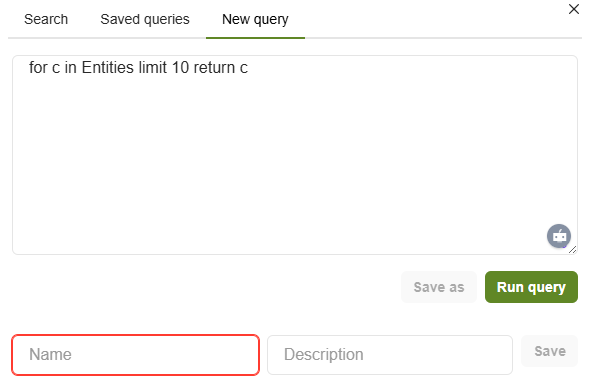 Search Saved queries New query
for c in Entities limit 10 return c
Save as Run query
Name Description Save